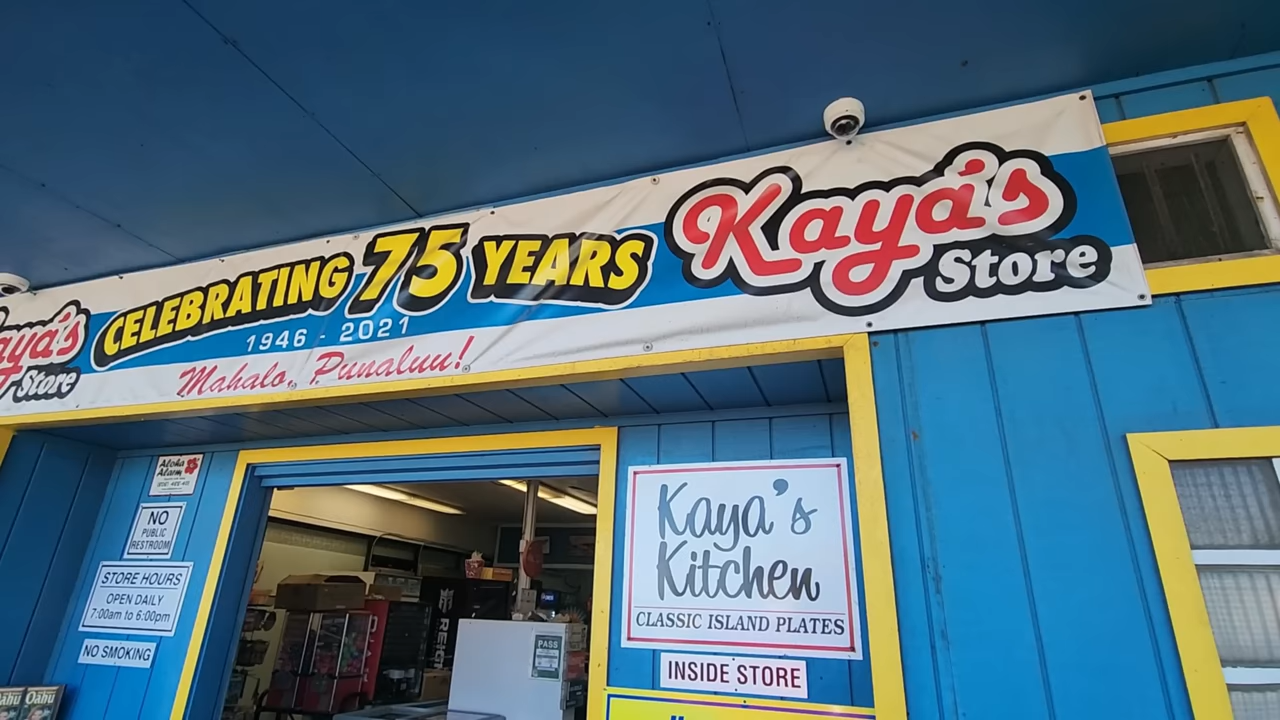 Kaya's
Store
CELEBRATING 75 YEARS
1946 - 2021
Mahalo, Punaluu!
Kaya's
Store
Aloha
Alarm
NO
PUBLIC
RESTROOM
STORE HOURS
OPEN DAILY
7:00am to 6:00pm
NO SMOKING
Oahu
Oahu
PASS
Kaya's
Kitchen
CLASSIC ISLAND PLATES
INSIDE STORE